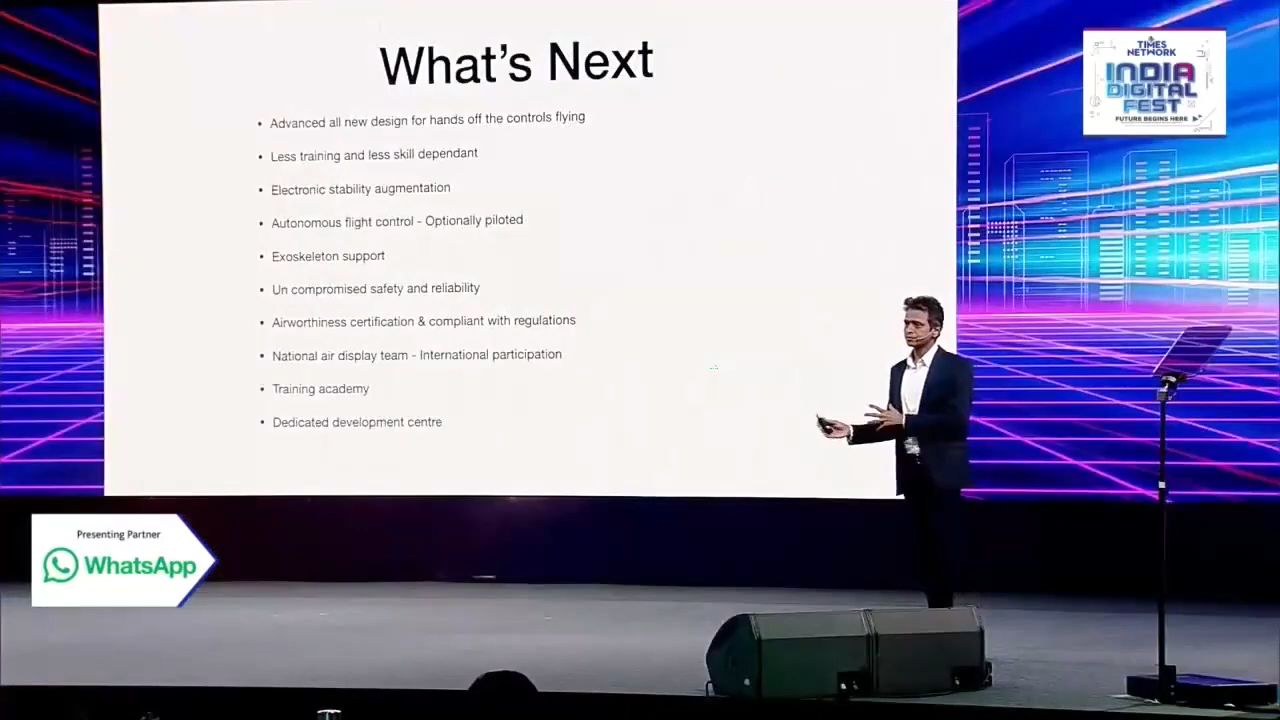 What's Next
• Advanced all new design for hands off the controls flying
• Less training and less skill dependant
• Electronic stability augmentation
• Autonomous flight control - Optionally piloted
• Exoskeleton support
• Un compromised safety and reliability
• Airworthiness certification & compliant with regulations
• National air display team - International participation
• Training academy
• Dedicated development centre
TIMES
NETWORK
INDIA
DIGITAL
FEST
FUTURE BEGINS HERE
Presenting Partner
WhatsApp